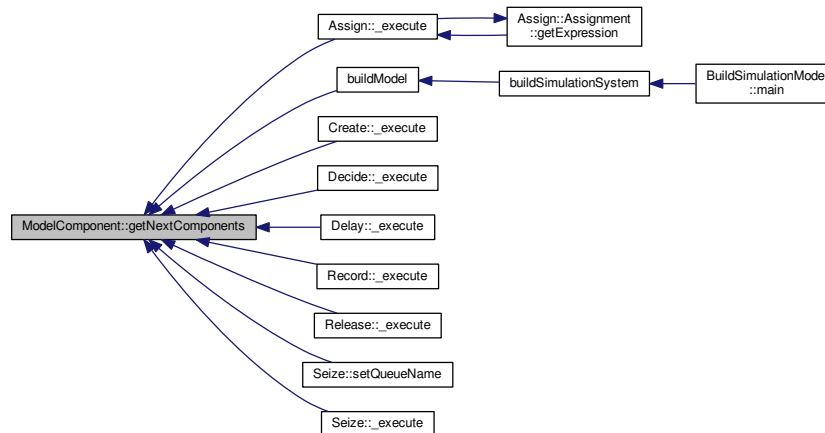 Assign::_execute
Assign::Assignment
::getExpression
buildModel
buildSimulationSystem
BuildSimulationMode
::main
Create::_execute
Decide::_execute
ModelComponent::getNextComponents
Delay::_execute
Record::_execute
Release::_execute
Seize::setQueueName
Seize::_execute